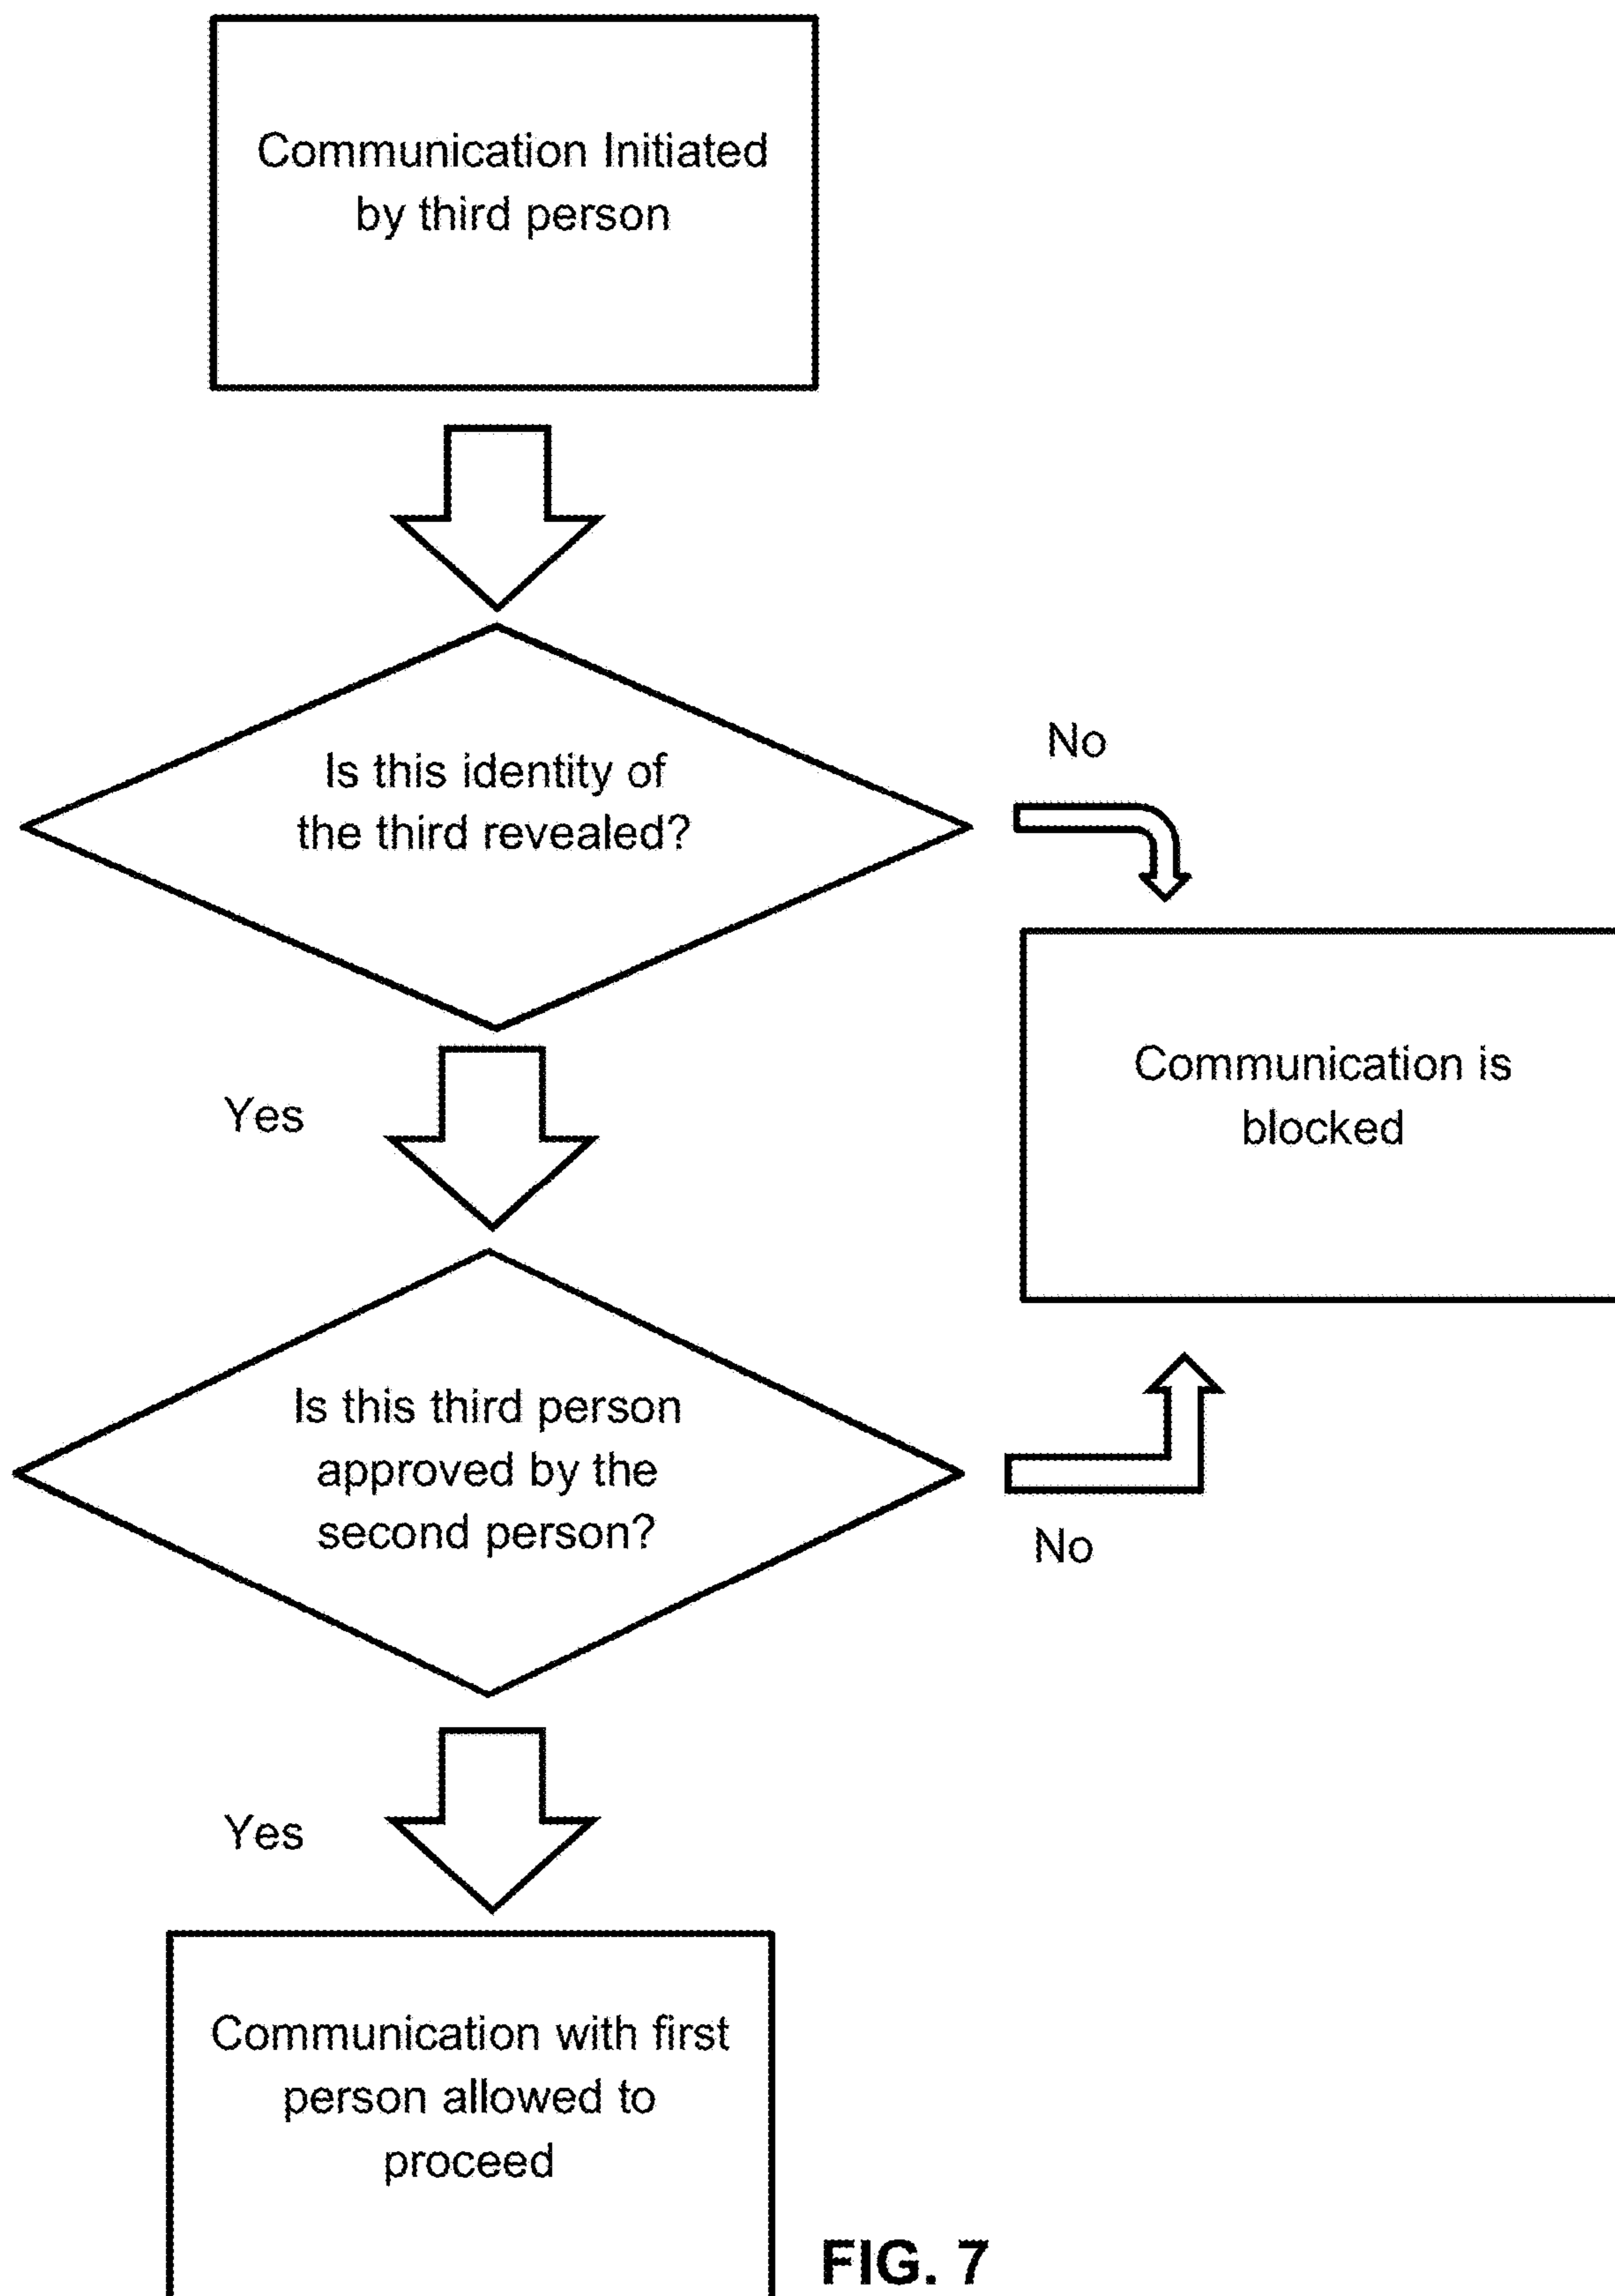 Communication Initiated
by third person
Is this identity of
the third revealed?
No
Communication is
blocked
Yes
Is this third person
approved by the
second person?
No
Yes
Communication with first
person allowed to
proceed
FIG. 7